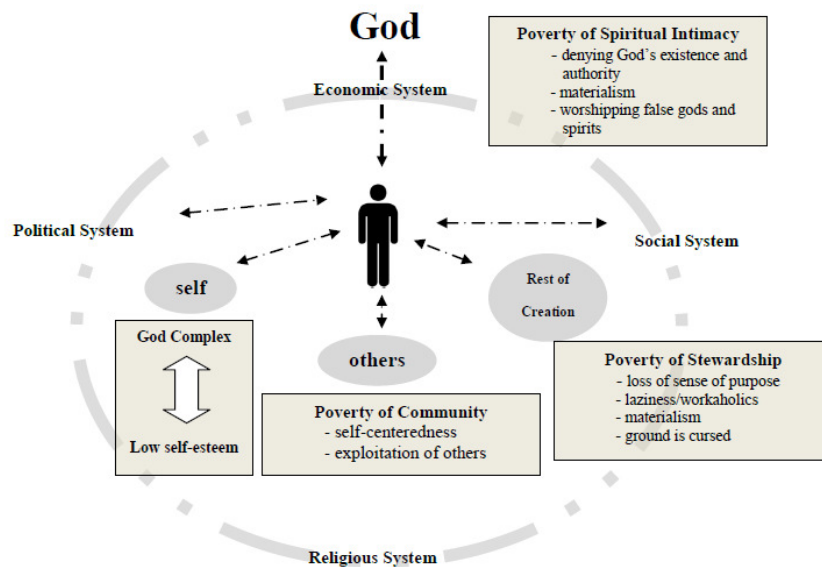 God
Poverty of Spiritual Intimacy
- denying God's existence and
authority
- materialism
- worshipping false gods and
spirits
Economic System
Political System
Social System
self
Rest of
Creation
others
God Complex
Low self-esteem
Poverty of Community
- self-centeredness
- exploitation of others
Poverty of Stewardship
- loss of sense of purpose
- laziness/workaholics
- materialism
- ground is cursed
Religious System